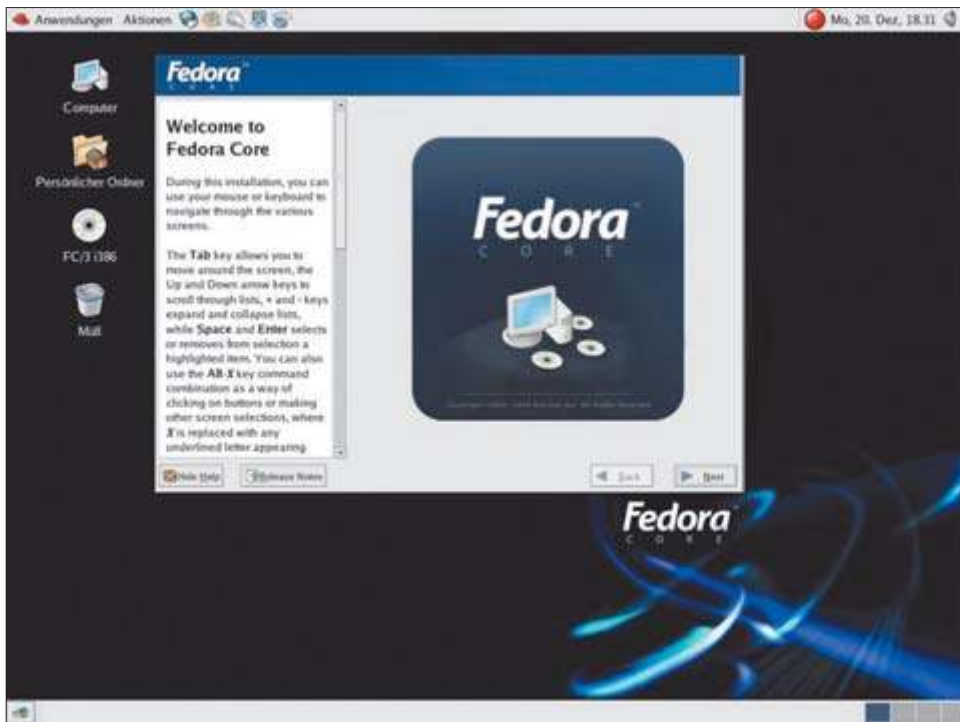 Anwendungen Aktionen
Mo, 20. Dez, 18.31
Computer
Persönlicher Ordner
FC/3 i386
Müll
Fedora™
CORE
Welcome to
Fedora Core
During this installation, you can
use your mouse or keyboard to
navigate through the various
screens.
The Tab key allows you to
move around the screen, the
Up and Down arrow keys to
scroll through lists, + and - keys
expand and collapse lists,
while Space and Enter selects
or removes from selection a
highlighted item. You can also
use the Alt-X key command
combination as a way of
clicking on buttons or making
other screen selections, where
X is replaced with any
underlined letter appearing
Fedora™
CORE
Hide Help
Release Notes
Back
Next
Fedora™
CORE